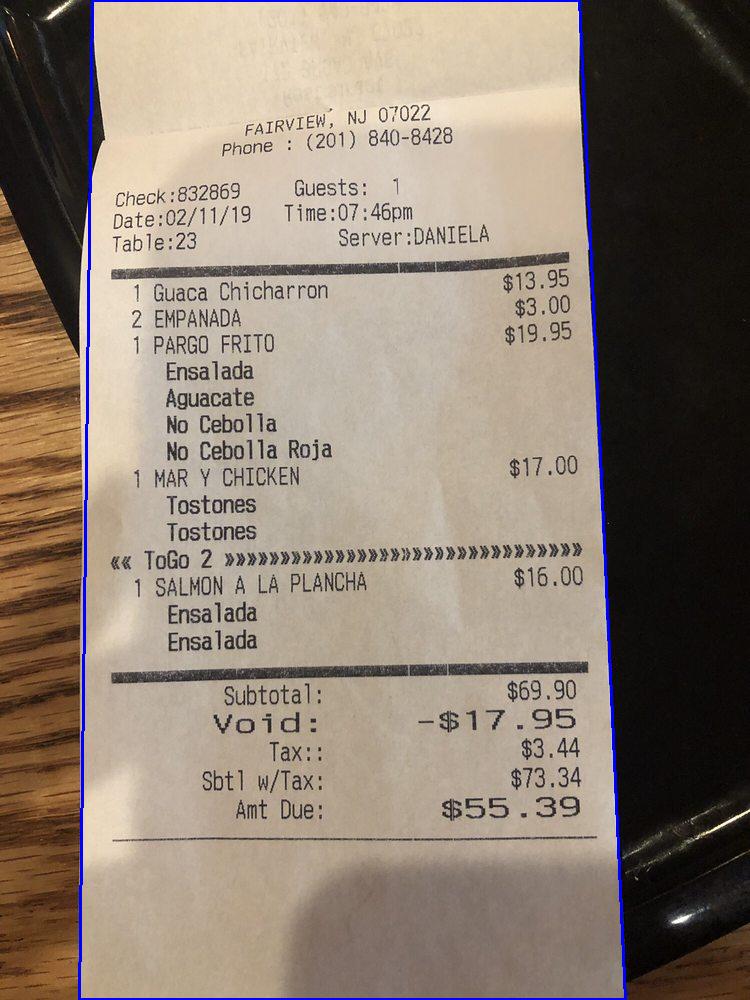 FAIRVIEW, NJ 07022
Phone : (201) 840-8428
Check:832869 Guests: 1
Date:02/11/19 Time:07:46pm
Table:23 Server:DANIELA
1 Guaca Chicharron $13.95
2 EMPANADA $3.00
1 PARGO FRITO $19.95
Ensalada
Aguacate
No Cebolla
No Cebolla Roja
1 MAR Y CHICKEN $17.00
Tostones
Tostones
«« ToGo 2 »»»»»»»»»»»»»»»»»»»»»»»»»»»»»»»»
1 SALMON A LA PLANCHA $16.00
Ensalada
Ensalada
Subtotal: $69.90
Void: -$17.95
Tax:: $3.44
Sbtl w/Tax: $73.34
Amt Due: $55.39